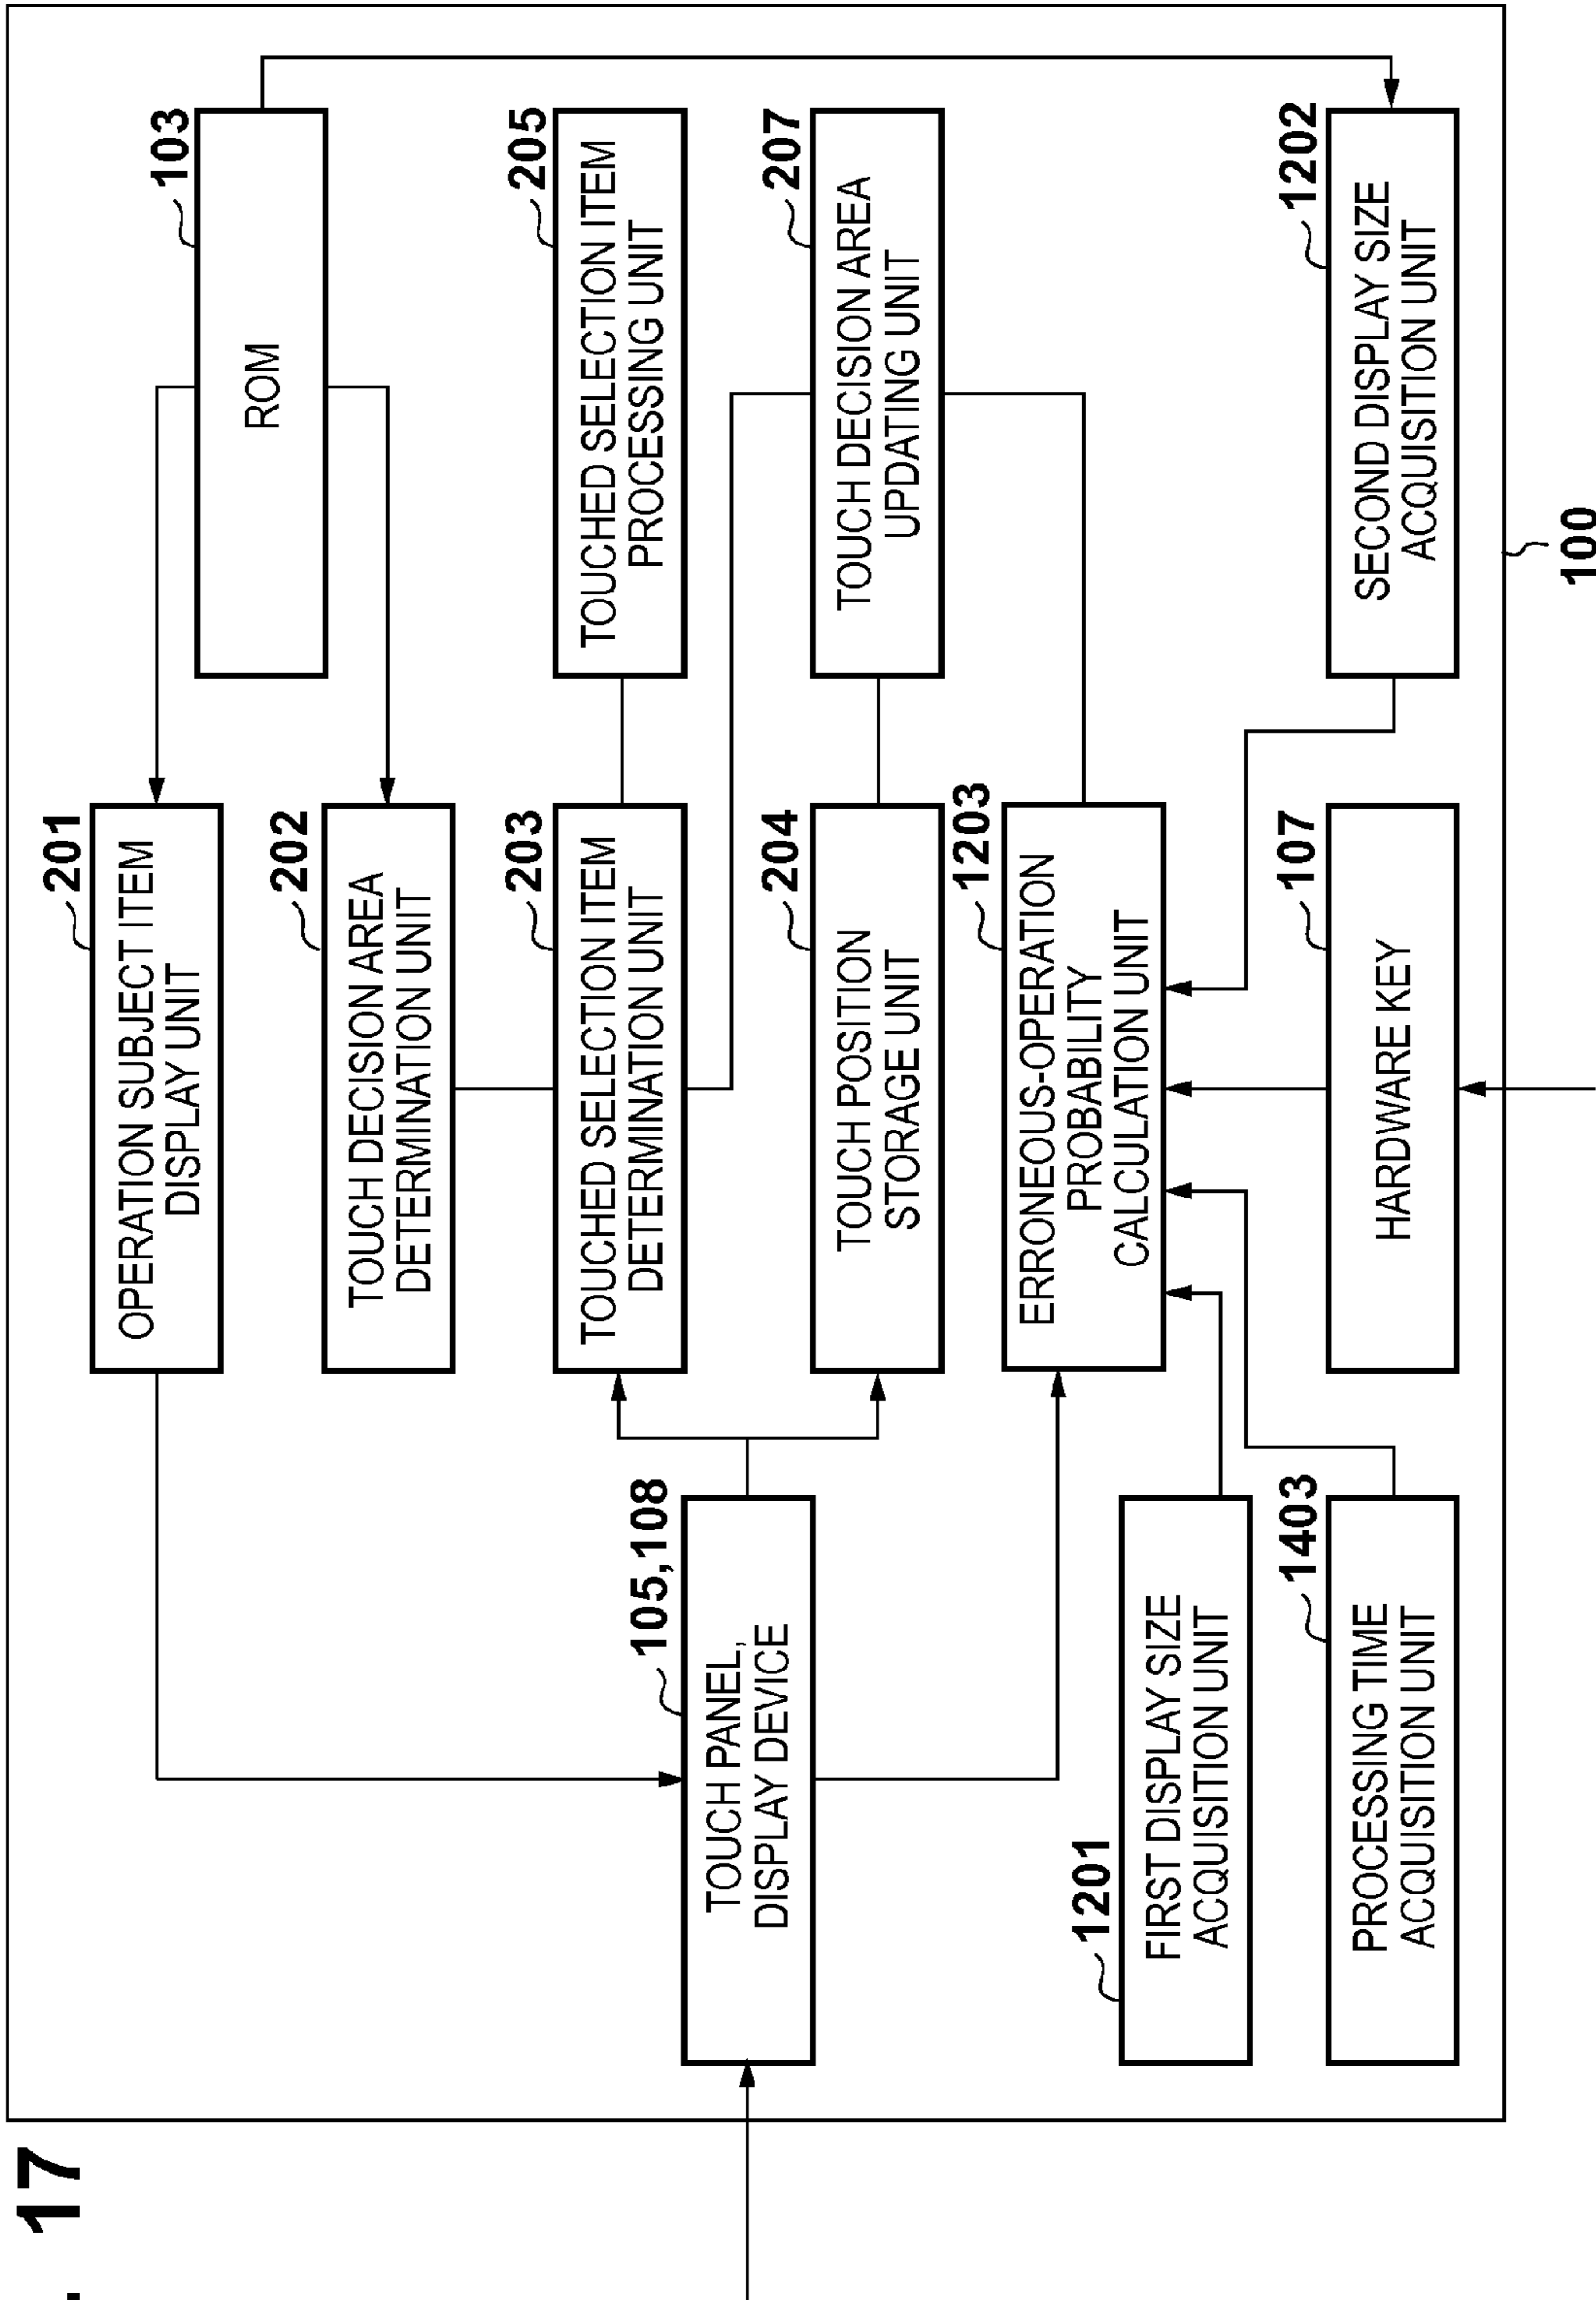 . 17
201
OPERATION SUBJECT ITEM
DISPLAY UNIT
103
ROM
202
TOUCH DECISION AREA
DETERMINATION UNIT
203
TOUCHED SELECTION ITEM
DETERMINATION UNIT
205
TOUCHED SELECTION ITEM
PROCESSING UNIT
105,108
TOUCH PANEL,
DISPLAY DEVICE
204
TOUCH POSITION
STORAGE UNIT
207
TOUCH DECISION AREA
UPDATING UNIT
1203
ERRONEOUS-OPERATION
PROBABILITY
CALCULATION UNIT
1201
FIRST DISPLAY SIZE
ACQUISITION UNIT
1403
PROCESSING TIME
ACQUISITION UNIT
107
HARDWARE KEY
1202
SECOND DISPLAY SIZE
ACQUISITION UNIT
100